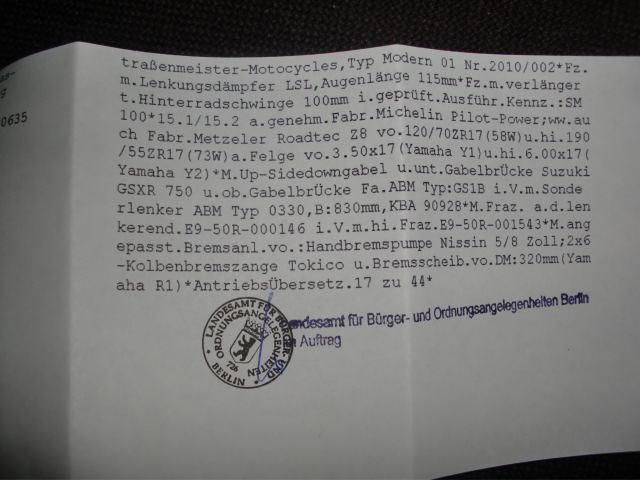 traßenmeister-Motocycles,Typ Modern 01 Nr.2010/002*Fz.
m.Lenkungsdämpfer LSL,Augenlänge 115mm*Fz.m.verlänger
t.Hinterradschwinge 100mm i.geprüft.Ausführ.Kennz.:SM
100*15.1/15.2 a.genehm.Fabr.Michelin Pilot-Power;ww.au
ch Fabr.Metzeler Roadtec Z8 vo.120/70ZR17(58W)u.hi.190
/55ZR17(73W)a.Felge vo.3.50x17(Yamaha Y1)u.hi.6.00x17(
Yamaha Y2)*M.Up-Sidedowngabel u.unt.Gabelbrücke Suzuki
GSXR 750 u.ob.GabelbrÜcke Fa.ABM Typ:GS1B i.V.m.Sonde
rlenker ABM Typ 0330,B:830mm,KBA 90928*M.Fraz. a.d.len
kerend.E9-50R-000146 i.V.m.hi.Fraz.E9-50R-001543*M.ang
epasst.Bremsanl.vo.:Handbremspumpe Nissin 5/8 Zoll;2x6
-Kolbenbremszange Tokico u.Bremsscheib.vo.DM:320mm(Yam
aha R1)*AntriebsÜbersetz.17 zu 44*
0635
LANDESAMT FÜR BÜRGER- UND
ORDNUNGSANGELEGENHEITEN
726
BERLIN
andesamt für Bürger- und Ordnungsangelegenheiten Berlin
Auftrag